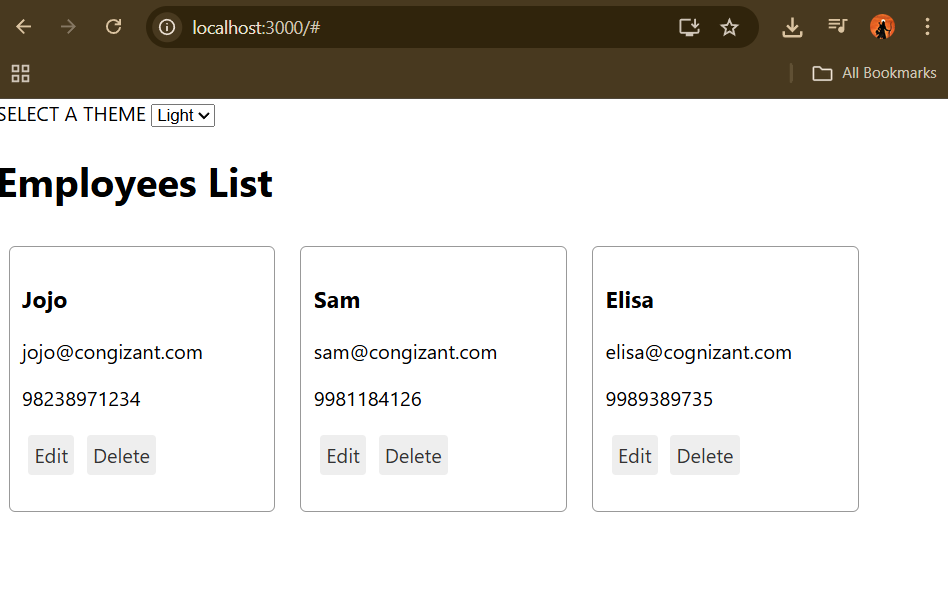 localhost:3000/#
All Bookmarks
SELECT A THEME Light
Employees List
Jojo
jojo@congizant.com
98238971234
Edit Delete
Sam
sam@congizant.com
9981184126
Edit Delete
Elisa
elisa@cognizant.com
9989389735
Edit Delete